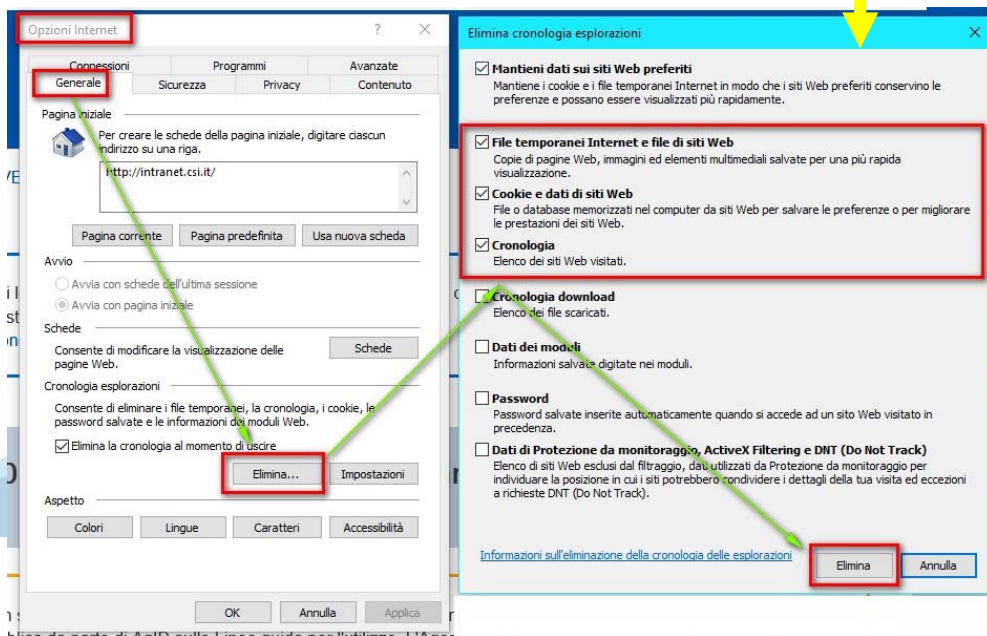 Opzioni Internet
Connessioni Programmi Avanzate
Generale Sicurezza Privacy Contenuto
Pagina iniziale
Per creare le schede della pagina iniziale, digitare ciascun
indirizzo su una riga.
http://intranet.csi.it/
Pagina corrente Pagina predefinita Usa nuova scheda
Avvio
Avvia con schede dell'ultima sessione
Avvia con pagina iniziale
Schede
Consente di modificare la visualizzazione delle
pagine Web.
Schede
Cronologia esplorazioni
Consente di eliminare i file temporanei, la cronologia, i cookie, le
password salvate e le informazioni dei moduli Web.
Elimina la cronologia al momento di uscire
Elimina... Impostazioni
Aspetto
Colori Lingue Caratteri Accessibilità
OK Annulla Applica
Elimina cronologia esplorazioni
Mantieni dati sui siti Web preferiti
Mantiene i cookie e i file temporanei Internet in modo che i siti Web preferiti conservino le
preferenze e possano essere visualizzati più rapidamente.
File temporanei Internet e file di siti Web
Copie di pagine Web, immagini ed elementi multimediali salvate per una più rapida
visualizzazione.
Cookie e dati di siti Web
File o database memorizzati nel computer da siti Web per salvare le preferenze o per migliorare
le prestazioni dei siti Web.
Cronologia
Elenco dei siti Web visitati.
Cronologia download
Elenco dei file scaricati.
Dati dei moduli
Informazioni salvate digitate nei moduli.
Password
Password salvate inserite automaticamente quando si accede ad un sito Web visitato in
precedenza.
Dati di Protezione da monitoraggio, ActiveX Filtering e DNT (Do Not Track)
Elenco di siti Web esclusi dal filtraggio, dati utilizzati da Protezione da monitoraggio per
individuare la posizione in cui i siti potrebbero condividere i dettagli della tua visita ed eccezioni
a richieste DNT (Do Not Track).
Informazioni sull'eliminazione della cronologia delle esplorazioni
Elimina Annulla